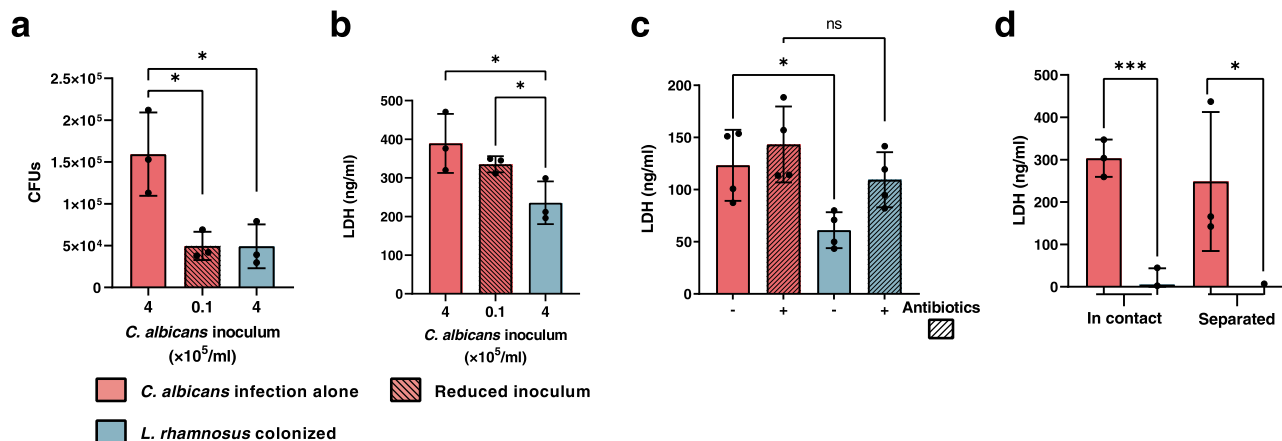 a
CFUs
2.5×10⁵
2×10⁵
1.5×10⁵
1×10⁵
5×10⁴
0
*
*
4
0.1
4
C. albicans inoculum
(×10⁵/ml)
b
LDH (ng/ml)
500
400
300
200
100
0
*
*
4
0.1
4
C. albicans inoculum
(×10⁵/ml)
c
LDH (ng/ml)
200
150
100
50
0
ns
*
-
+
-
+
Antibiotics
d
LDH (ng/ml)
500
400
300
200
100
0
***
*
In contact
Separated
C. albicans infection alone
Reduced inoculum
L. rhamnosus colonized